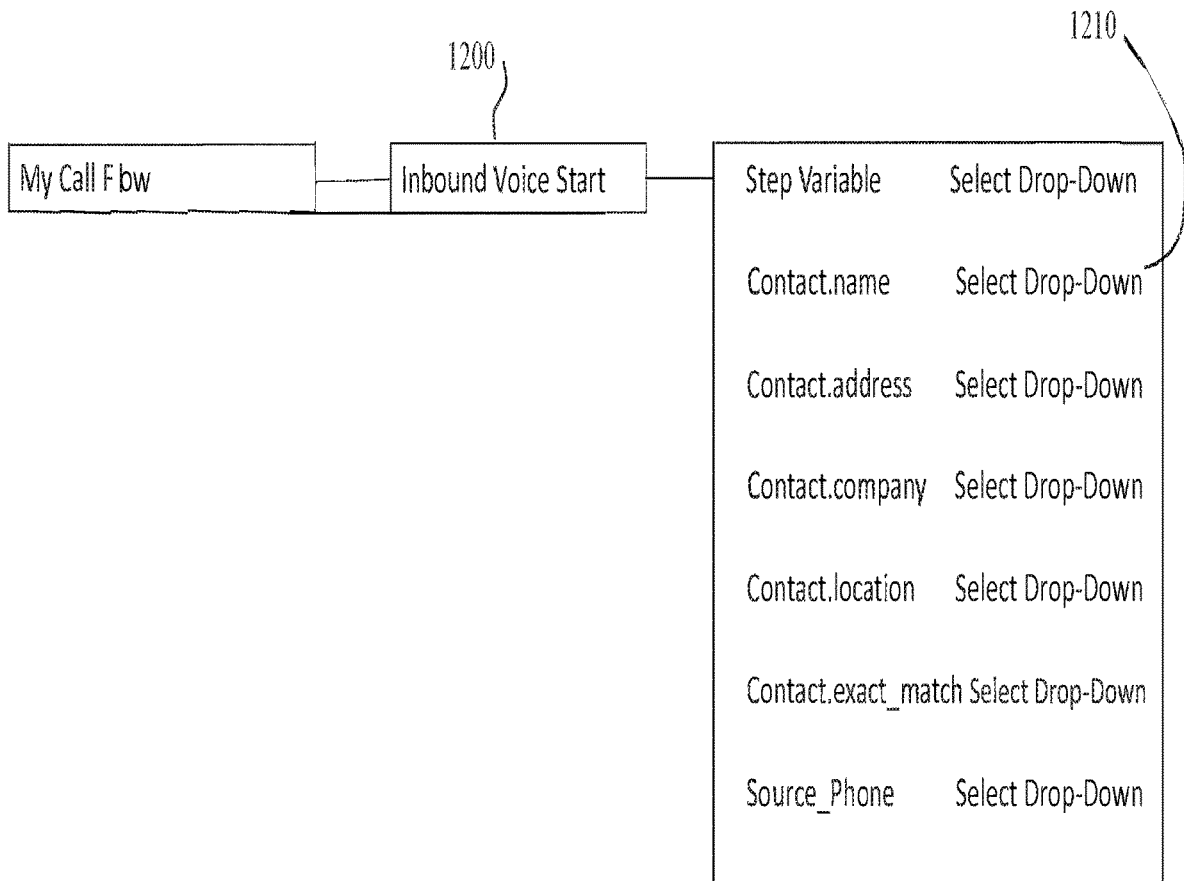 1210
1200
My Call Flow
Inbound Voice Start
Step Variable Select Drop-Down
Contact.name Select Drop-Down
Contact.address Select Drop-Down
Contact.company Select Drop-Down
Contact.location Select Drop-Down
Contact.exact_match Select Drop-Down
Source_Phone Select Drop-Down